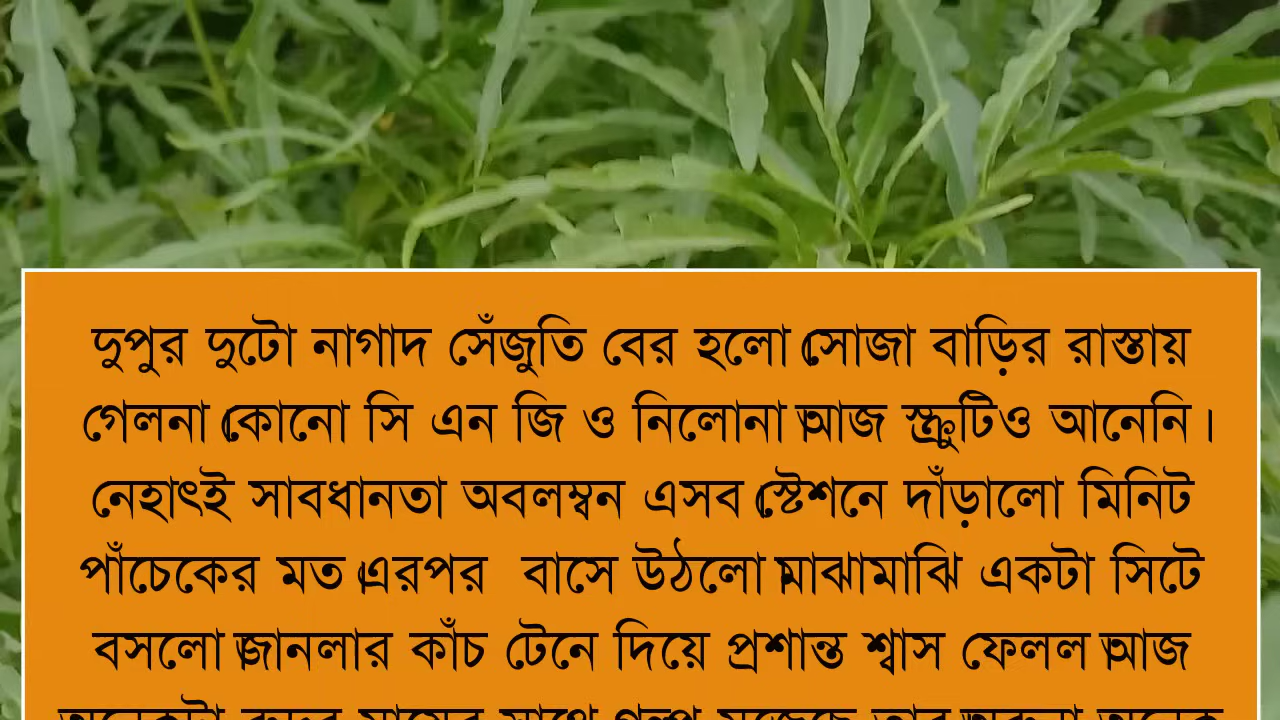 দুপুর দুটো নাগাদ সেঁজুতি বের হলো।সোজা বাড়ির রাস্তায়
গেলনা।কোনো সি এন জি ও নিলোনা।আজ স্ক্রুটিও আনেনি।
নেহাৎই সাবধানতা অবলম্বন এসব।স্টেশনে দাঁড়ালো মিনিট
পাঁচেকের মত।এরপর বাসে উঠলো।মাঝামাঝি একটা সিটে
বসলো।জানলার কাঁচ টেনে দিয়ে প্রশান্ত শ্বাস ফেলল।আজ